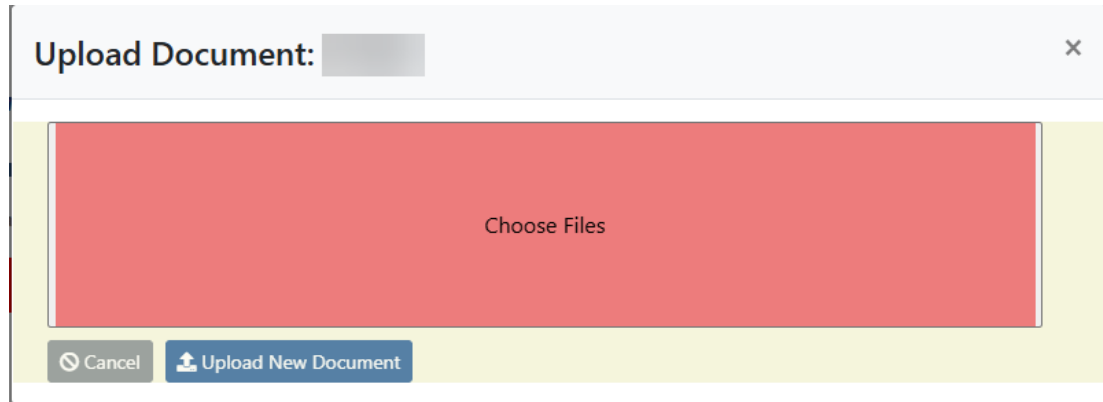 Upload Document:
×
Choose Files
Cancel
Upload New Document